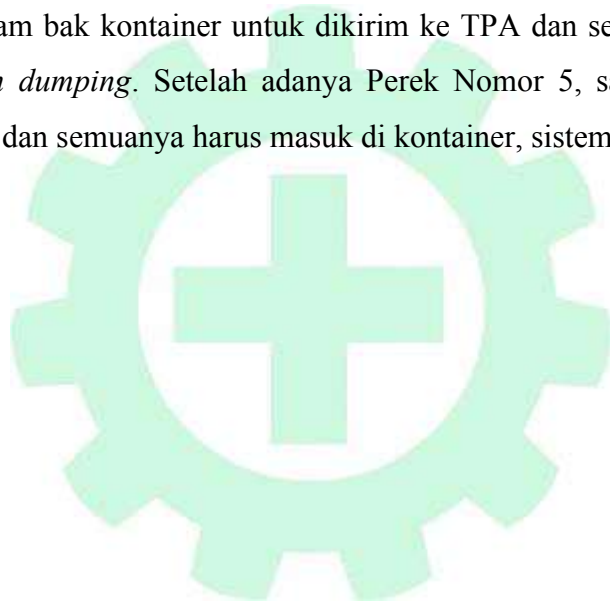 am bak kontainer untuk dikirim ke TPA dan se
dumping. Setelah adanya Perek Nomor 5, s
dan semuanya harus masuk di kontainer, sistem